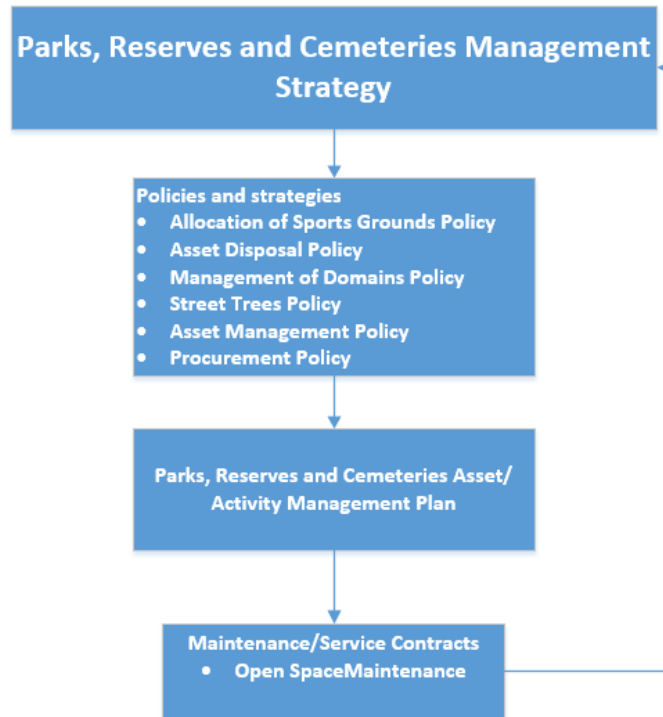 Parks, Reserves and Cemeteries Management
Strategy
Policies and strategies
• Allocation of Sports Grounds Policy
• Asset Disposal Policy
• Management of Domains Policy
• Street Trees Policy
• Asset Management Policy
• Procurement Policy
Parks, Reserves and Cemeteries Asset/
Activity Management Plan
Maintenance/Service Contracts
• Open SpaceMaintenance